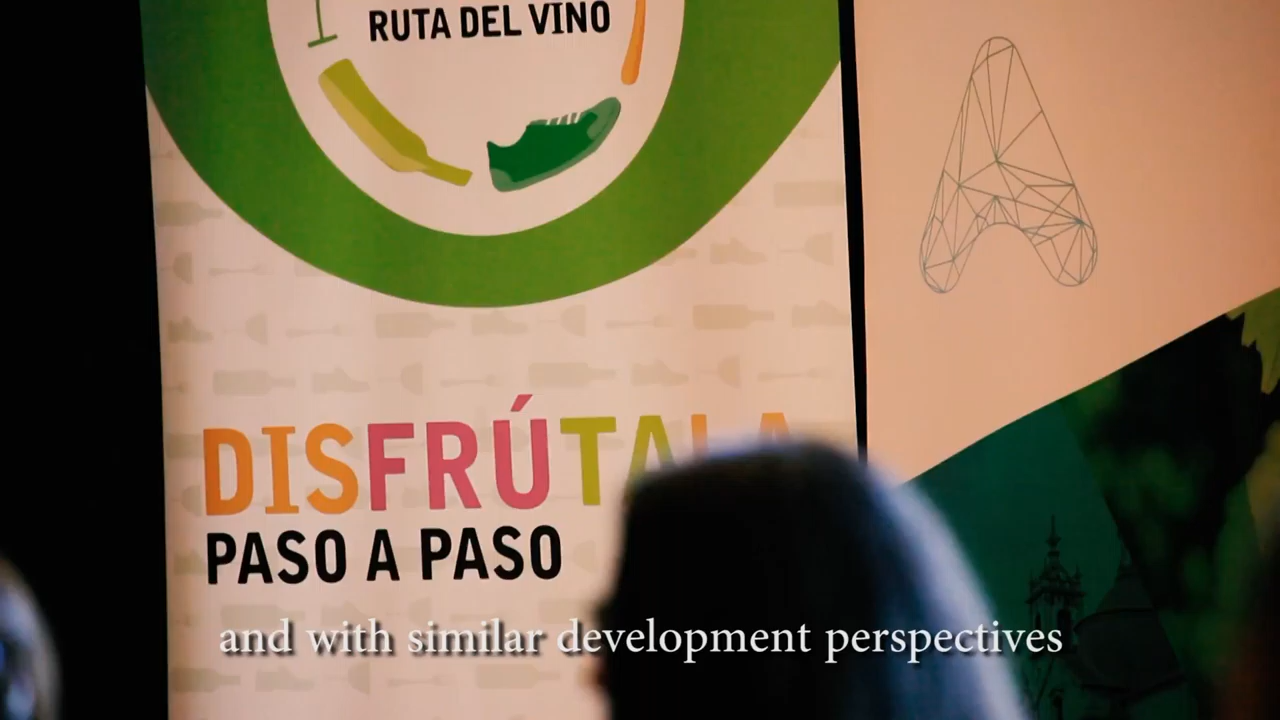 RUTA DEL VINO
DISFRÚTALA
PASO A PASO
and with similar development perspectives